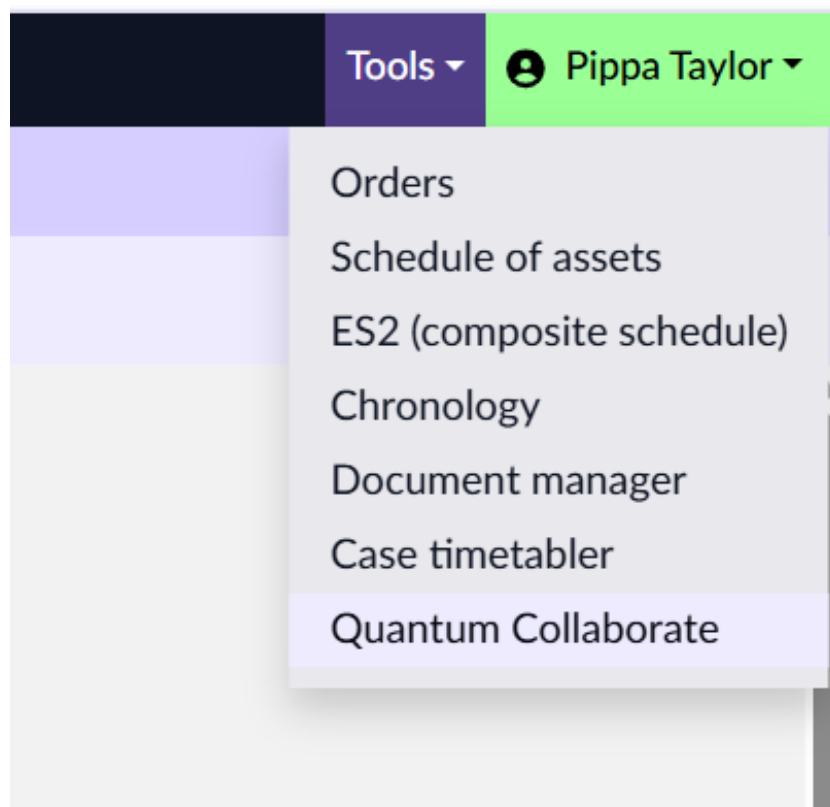 Tools
Pippa Taylor
Orders
Schedule of assets
ES2 (composite schedule)
Chronology
Document manager
Case timetabler
Quantum Collaborate